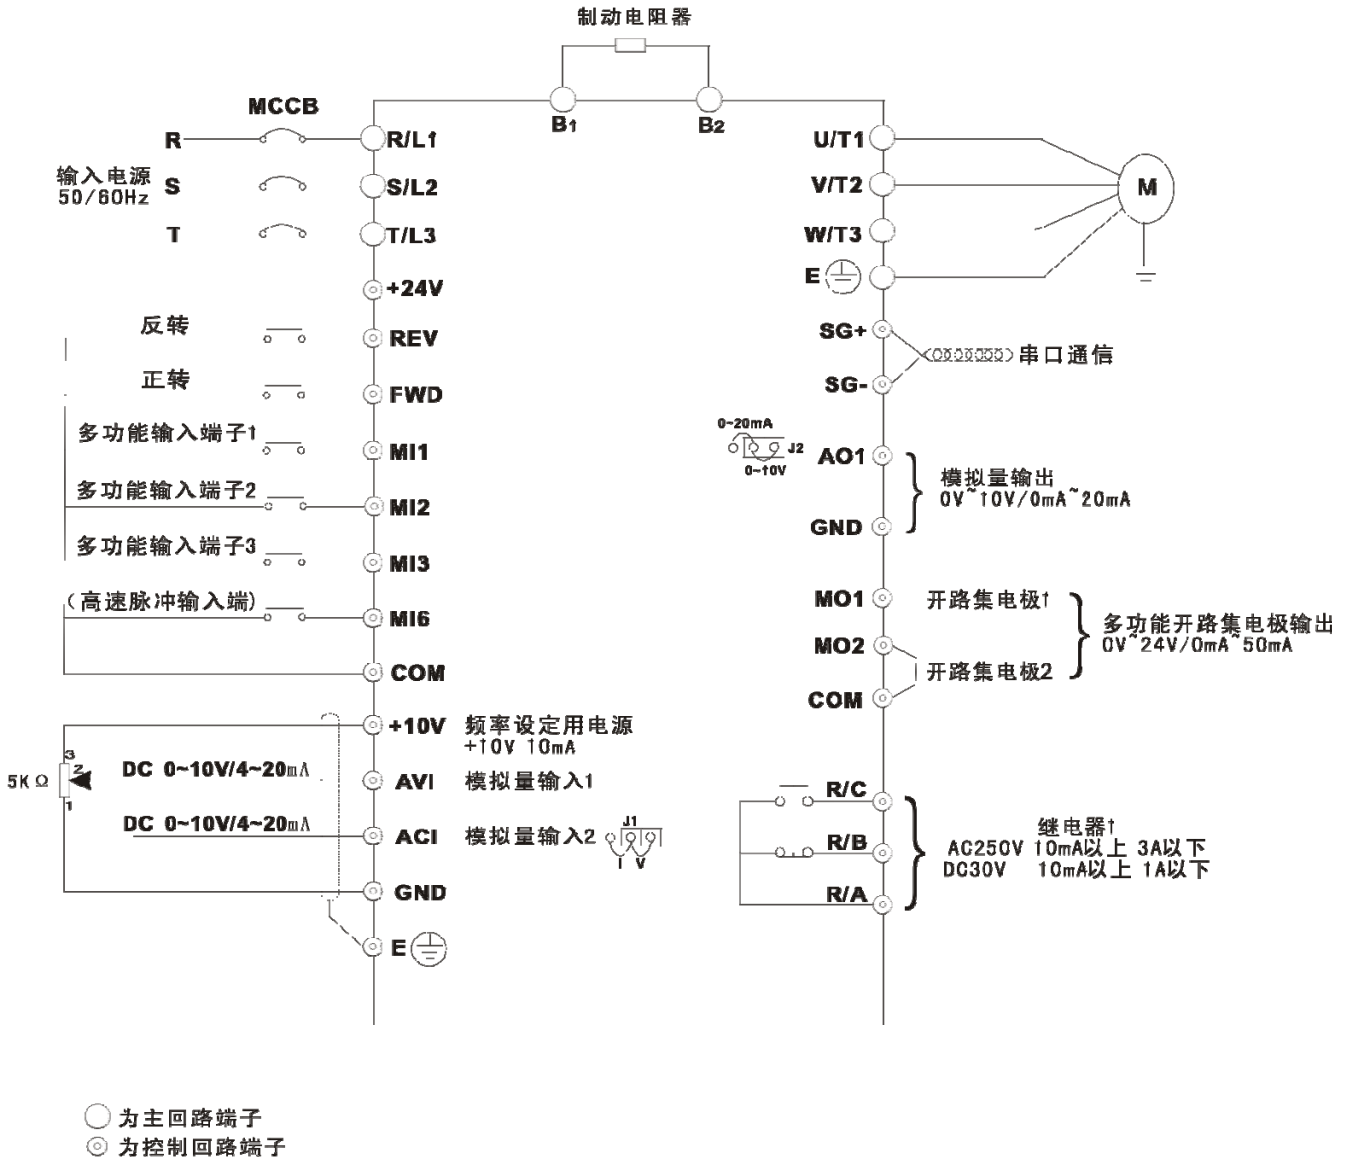 制动电阻器
B1
B2
MCCB
R
R/L1
输入电源
50/60Hz
S
S/L2
T
T/L3
+24V
反转
REV
正转
FWD
多功能输入端子1
MI1
多功能输入端子2
MI2
多功能输入端子3
MI3
(高速脉冲输入端)
MI6
COM
+10V
频率设定用电源
+10V 10mA
5KΩ
3
2
1
DC 0~10V/4~20mA
AVI
模拟量输入1
DC 0~10V/4~20mA
ACI
模拟量输入2
J1
I V
GND
E
U/T1
V/T2
W/T3
E
M
SG+
SG-
串口通信
0~20mA
J2
0~10V
AO1
模拟量输出
0V~10V/0mA~20mA
GND
MO1
开路集电极1
MO2
开路集电极2
COM
多功能开路集电极输出
0V~24V/0mA~50mA
R/C
R/B
R/A
继电器1
AC250V 10mA以上 3A以下
DC30V 10mA以上 1A以下
为主回路端子
为控制回路端子